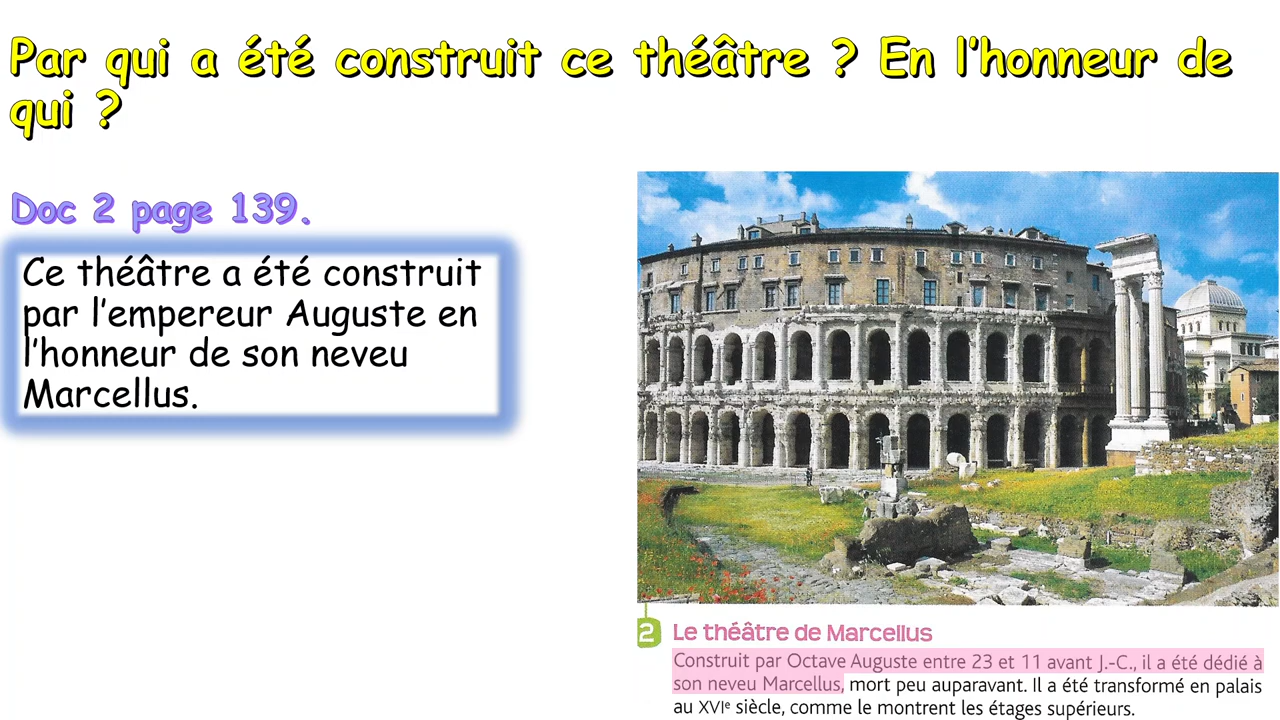 Par qui a été construit ce théâtre ? En l'honneur de
qui ?
Doc 2 page 139.
Ce théâtre a été construit
par l'empereur Auguste en
l'honneur de son neveu
Marcellus.
2 Le théâtre de Marcellus
Construit par Octave Auguste entre 23 et 11 avant J.-C., il a été dédié à
son neveu Marcellus, mort peu auparavant. Il a été transformé en palais
au XVIe siècle, comme le montrent les étages supérieurs.